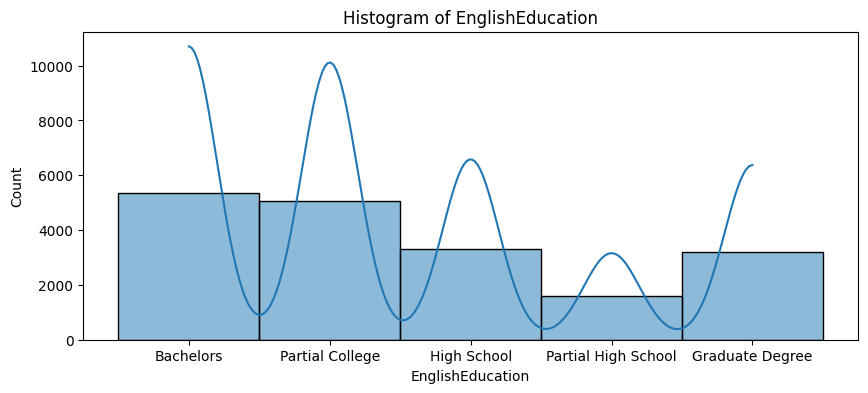 Histogram of EnglishEducation
Count
10000
8000
6000
4000
2000
0
Bachelors Partial College High School Partial High School Graduate Degree
EnglishEducation